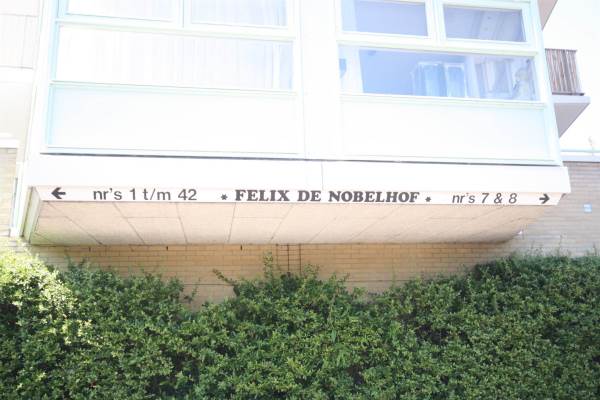 ← nr's 1 t/m 42 * FELIX DE NOBELHOF * nr's 7 & 8 →